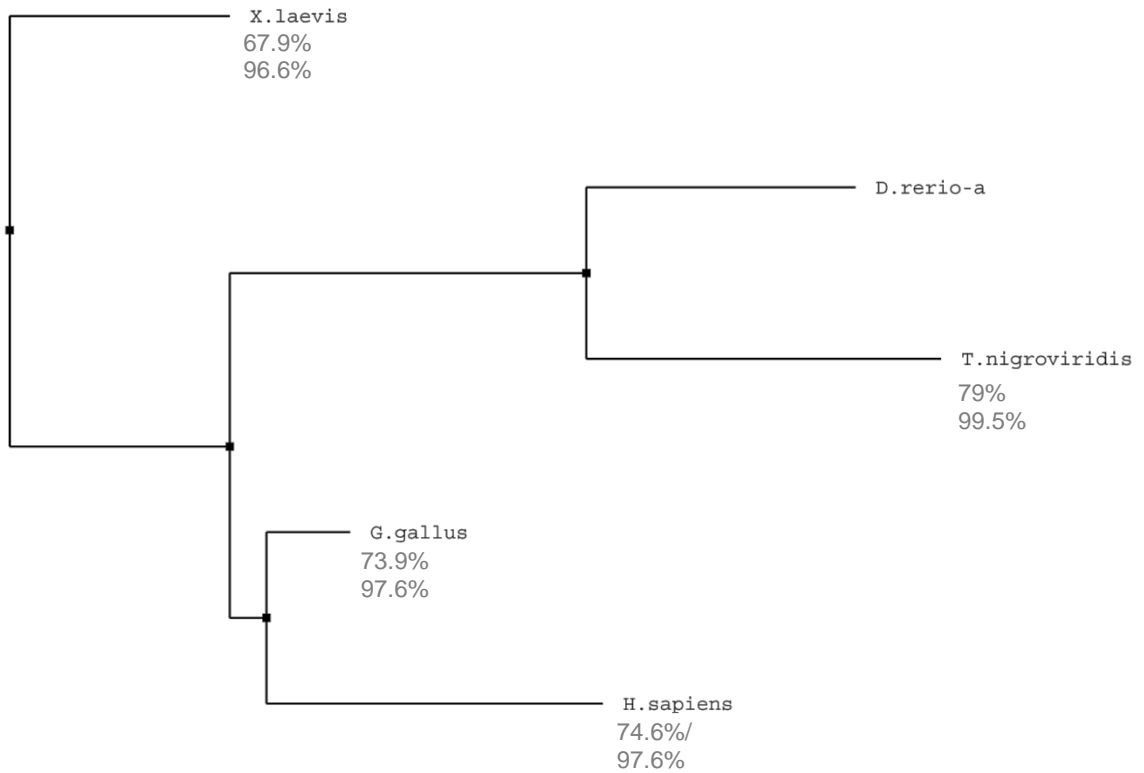 X.laevis
67.9%
96.6%
D.rerio-a
T.nigroviridis
79%
99.5%
G.gallus
73.9%
97.6%
H.sapiens
74.6%/
97.6%